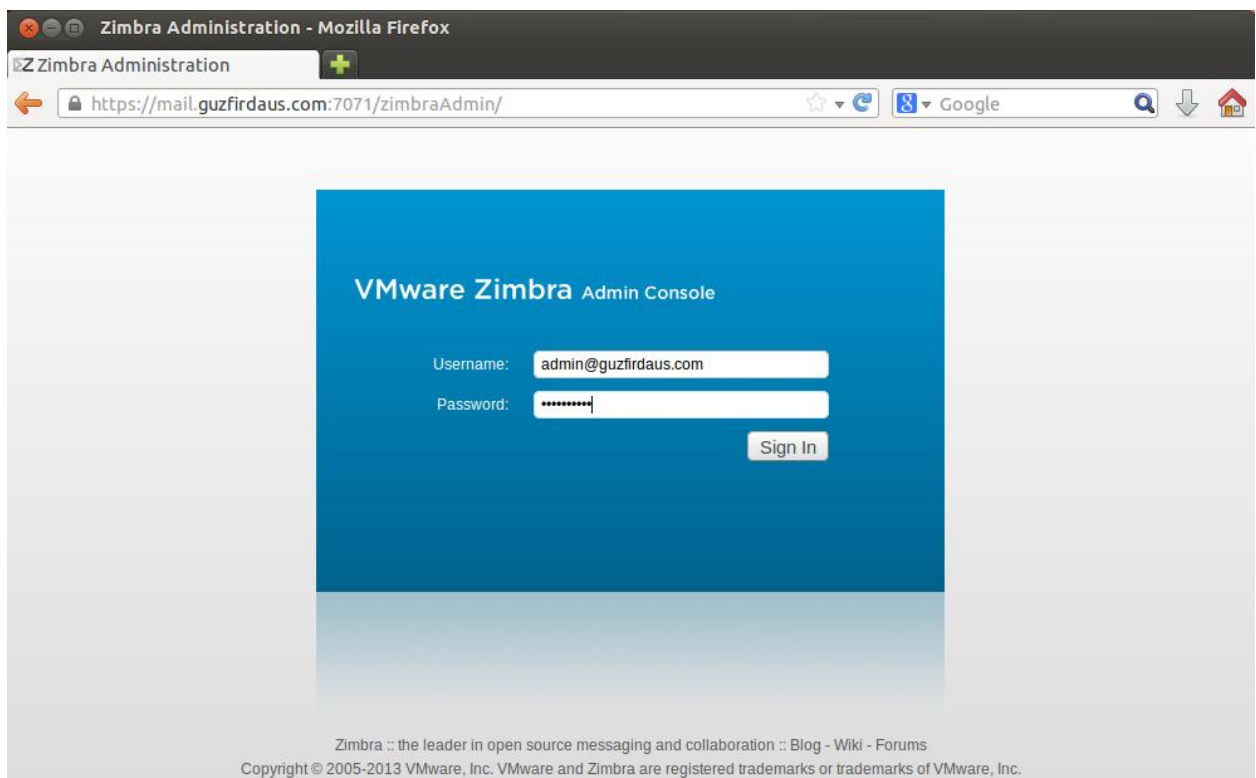 Zimbra Administration - Mozilla Firefox
Zimbra Administration
https://mail.guzfirdaus.com:7071/zimbraAdmin/
Google
VMware Zimbra Admin Console
Username: admin@guzfirdaus.com
Password: ••••••••••
Sign In
Zimbra :: the leader in open source messaging and collaboration :: Blog - Wiki - Forums
Copyright © 2005-2013 VMware, Inc. VMware and Zimbra are registered trademarks or trademarks of VMware, Inc.